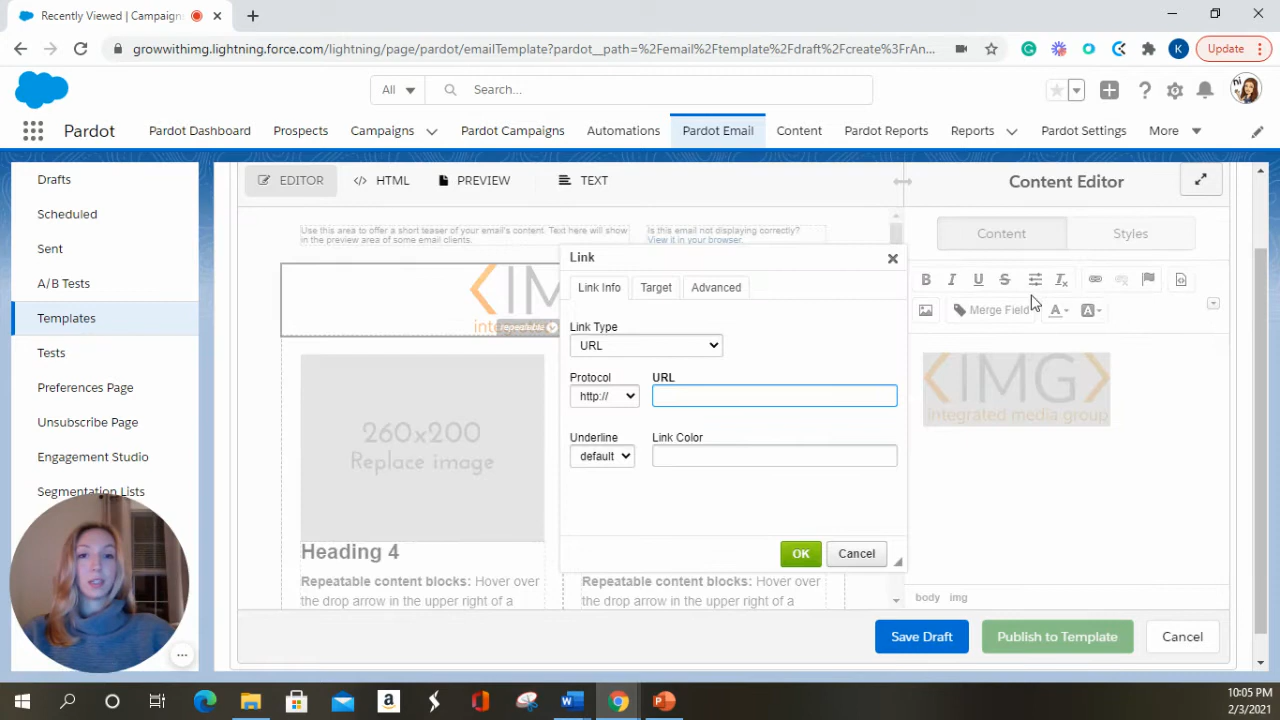 Recently Viewed | Campaign
growwithimg.lightning.force.com/lightning/page/pardot/emailTemplate?pardot__path=%2Femail%2Ftemplate%2Fdraft%2Fcreate%3FrAn...
K
Update
All
Search...
hi
Pardot
Pardot Dashboard
Prospects
Campaigns
Pardot Campaigns
Automations
Pardot Email
Content
Pardot Reports
Reports
Pardot Settings
More
Drafts
Scheduled
Sent
A/B Tests
Templates
Tests
Preferences Page
Unsubscribe Page
Engagement Studio
Segmentation Lists
EDITOR
</> HTML
PREVIEW
TEXT
Use this area to offer a short teaser of your email's content. Text here will show
in the preview area of some email clients.
Is this email not displaying correctly?
View it in your browser.
<IM
integ
repeatable
260x200
Replace image
Heading 4
Repeatable content blocks: Hover over
the drop arrow in the upper right of a
Repeatable content blocks: Hover over
the drop arrow in the upper right of a
Link
Link Info
Target
Advanced
Link Type
URL
Protocol
URL
http://
Underline
Link Color
default
OK
Cancel
Content Editor
Content
Styles
B I U S Ix
Merge Field
A
A
<IMG>
integrated media group
body img
Save Draft
Publish to Template
Cancel
10:05 PM
2/3/2021